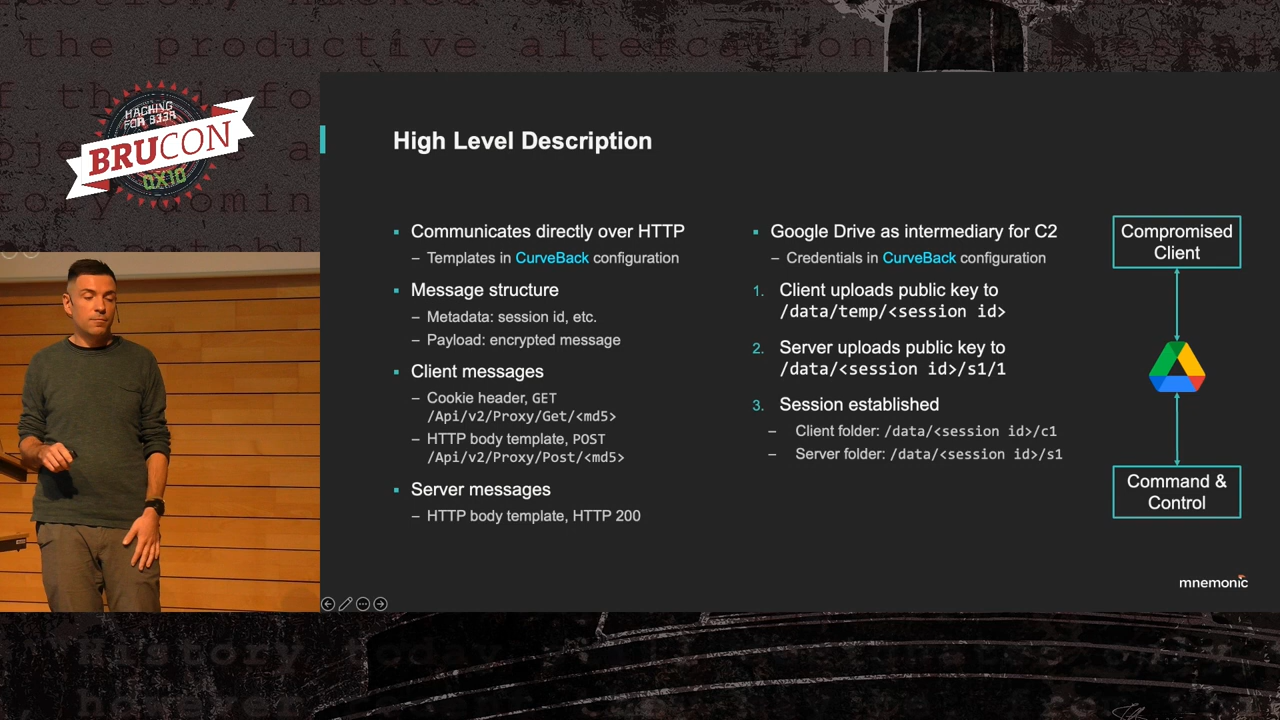 the productive altercation
HACKING
FOR B33R
BRUCON
0X10
High Level Description
Communicates directly over HTTP
– Templates in CurveBack configuration
Message structure
– Metadata: session id, etc.
– Payload: encrypted message
Client messages
– Cookie header, GET
/Api/v2/Proxy/Get/<md5>
– HTTP body template, POST
/Api/v2/Proxy/Post/<md5>
Server messages
– HTTP body template, HTTP 200
Google Drive as intermediary for C2
– Credentials in CurveBack configuration
1. Client uploads public key to
/data/temp/<session id>
2. Server uploads public key to
/data/<session id>/s1/1
3. Session established
– Client folder: /data/<session id>/c1
– Server folder: /data/<session id>/s1
Compromised
Client
Command &
Control
mnemonic
History today
however